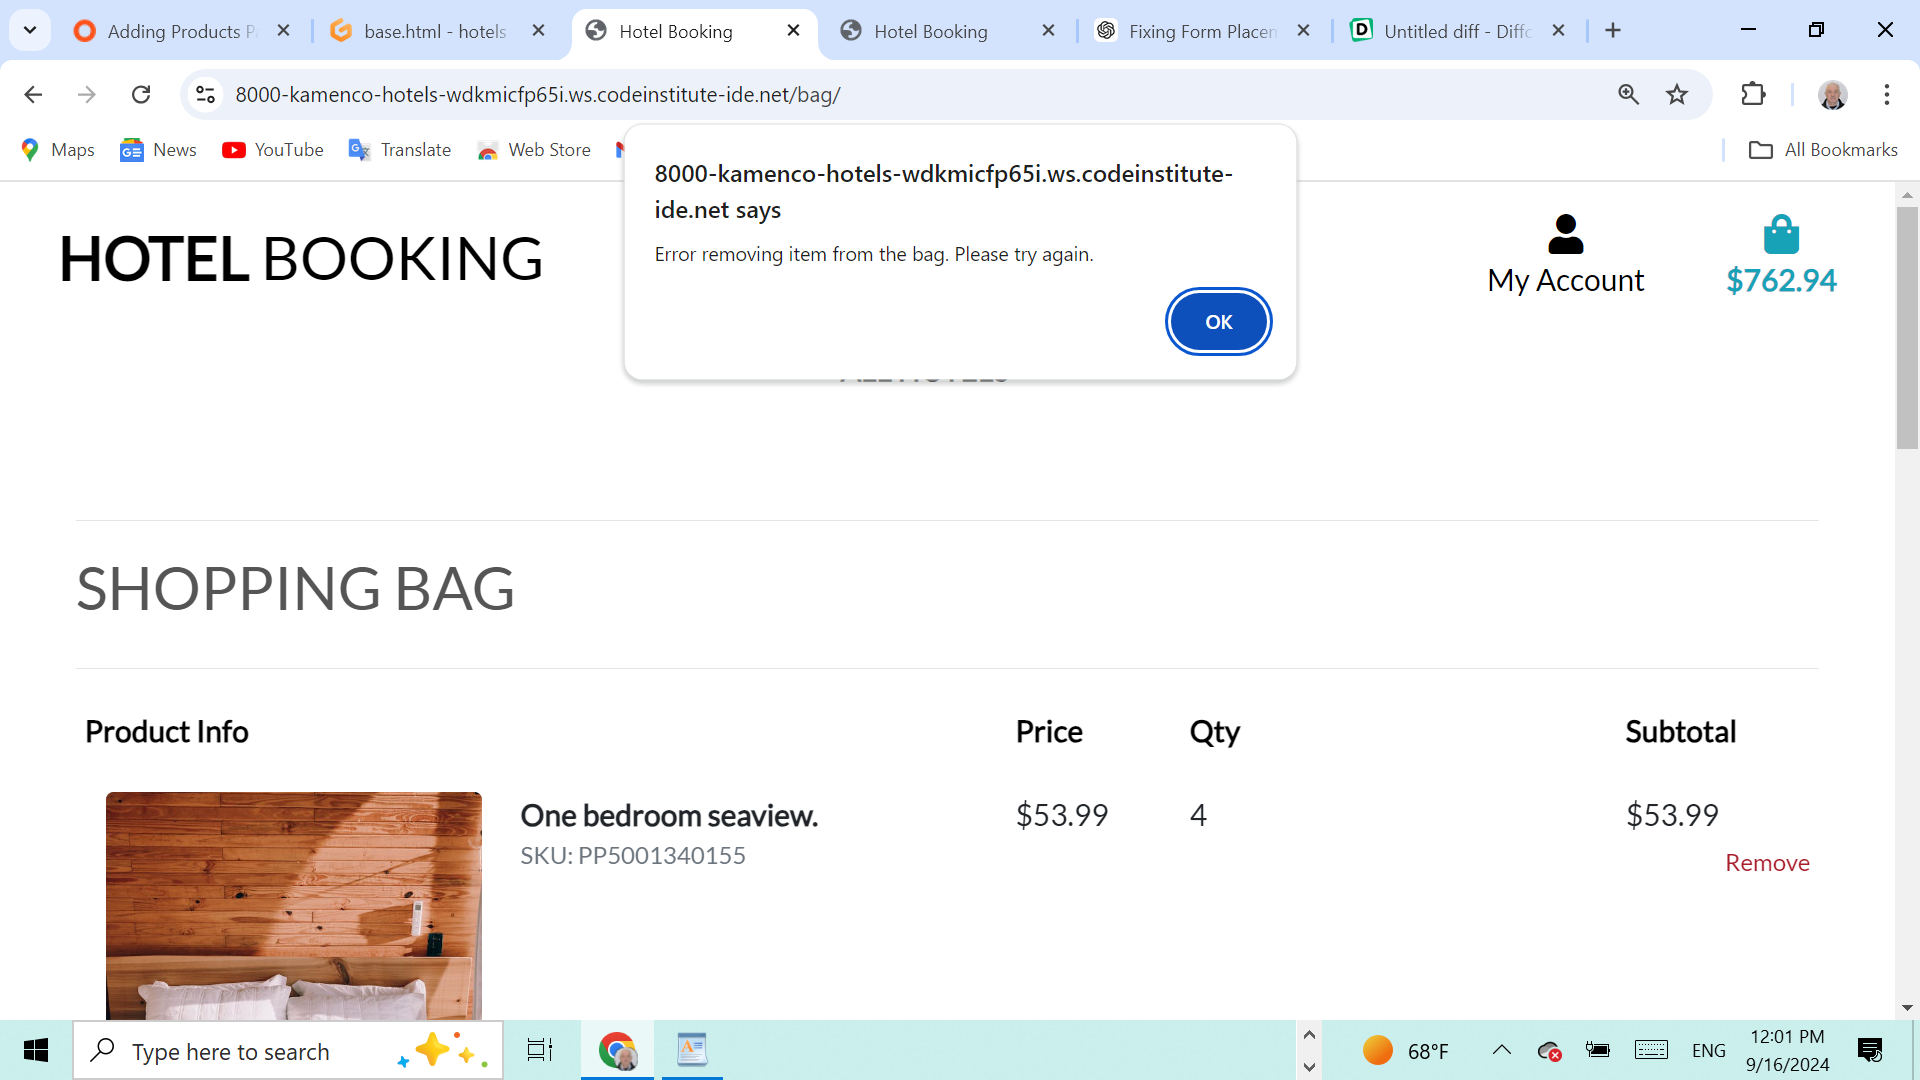 Adding Products P
base.html - hotels
Hotel Booking
Hotel Booking
Fixing Form Placem
Untitled diff - Diffc
8000-kamenco-hotels-wdkmicfp65i.ws.codeinstitute-ide.net/bag/
Maps
News
YouTube
Translate
Web Store
All Bookmarks
8000-kamenco-hotels-wdkmicfp65i.ws.codeinstitute-
ide.net says
Error removing item from the bag. Please try again.
OK
HOTEL BOOKING
My Account
$762.94
ALL HOTELS
SHOPPING BAG
Product Info
Price
Qty
Subtotal
One bedroom seaview.
$53.99
4
$53.99
SKU: PP5001340155
Remove
Type here to search
68°F
ENG
12:01 PM
9/16/2024